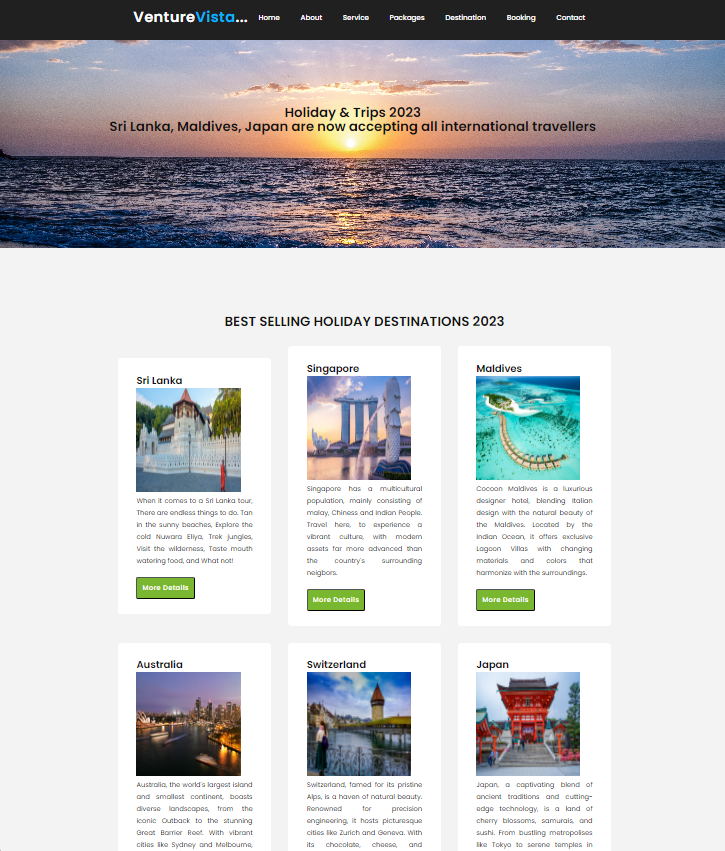 VentureVista...
Home About Service Packages Destination Booking Contact
Holiday & Trips 2023
Sri Lanka, Maldives, Japan are now accepting all international travellers
BEST SELLING HOLIDAY DESTINATIONS 2023
Sri Lanka
When it comes to a Sri Lanka tour,
There are endless things to do. Tan
in the sunny beaches, Explore the
cold Nuwara Eliya, Trek jungles,
Visit the wilderness, Taste mouth
watering food, and What not!
More Details
Singapore
Singapore has a multicultural
population, mainly consisting of
malay, Chiness and Indian People.
Travel here, to experience a
vibrant culture, with modern
assets far more advanced than
the country's surrounding
neigbors.
More Details
Maldives
Cocoon Maldives is a luxurious
designer hotel, blending Italian
design with the natural beauty of
the Maldives. Located by the
Indian Ocean, it offers exclusive
Lagoon Villas with changing
materials and colors that
harmonize with the surroundings.
More Details
Australia
Australia, the world's largest island
and smallest continent, boasts
diverse landscapes, from the
iconic Outback to the stunning
Great Barrier Reef. With vibrant
cities like Sydney and Melbourne,
Switzerland
Switzerland, famed for its pristine
Alps, is a haven of natural beauty.
Renowned for precision
engineering, it hosts picturesque
cities like Zurich and Geneva. With
its chocolate, cheese, and
Japan
Japan, a captivating blend of
ancient traditions and cutting-
edge technology, is a land of
cherry blossoms, samurais, and
sushi. From bustling metropolises
like Tokyo to serene temples in